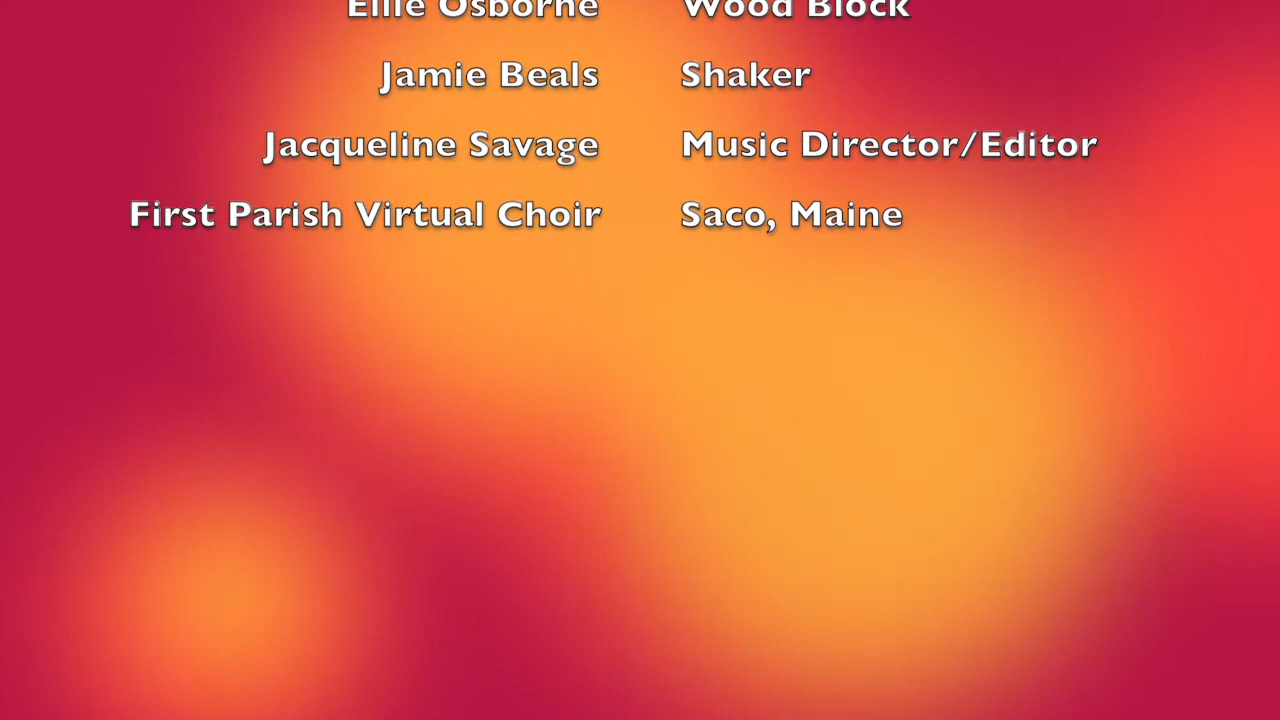 Ellie Osborne Wood Block
Jamie Beals Shaker
Jacqueline Savage Music Director/Editor
First Parish Virtual Choir Saco, Maine